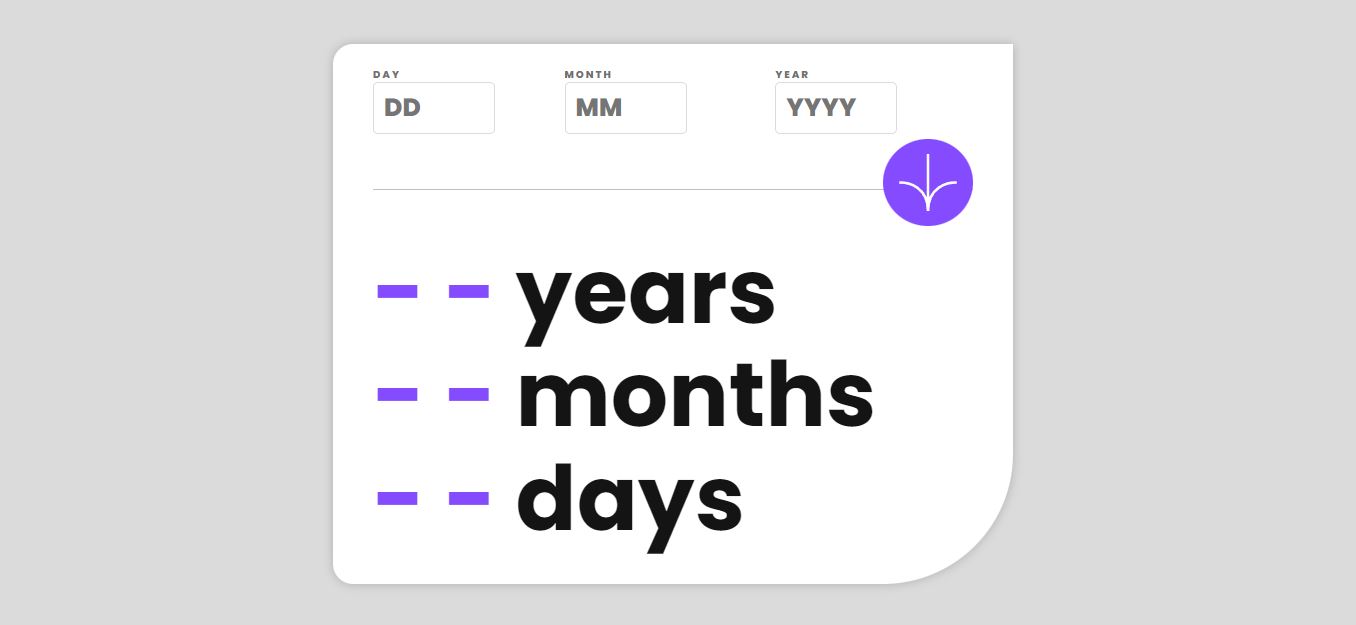 DAY MONTH YEAR
DD MM YYYY
- - years
- - months
- - days